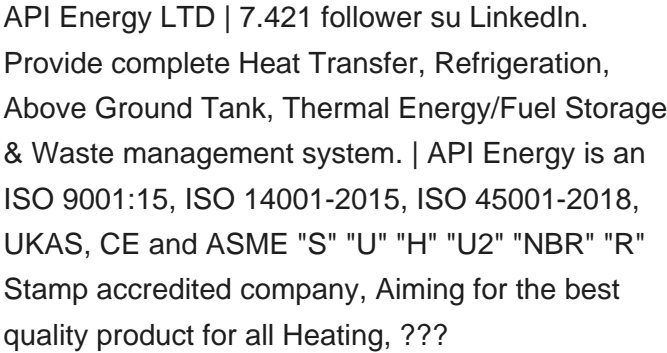 API Energy LTD | 7.421 follower su LinkedIn.
Provide complete Heat Transfer, Refrigeration,
Above Ground Tank, Thermal Energy/Fuel Storage
& Waste management system. | API Energy is an
ISO 9001:15, ISO 14001-2015, ISO 45001-2018,
UKAS, CE and ASME "S" "U" "H" "U2" "NBR" "R"
Stamp accredited company, Aiming for the best
quality product for all Heating, ???